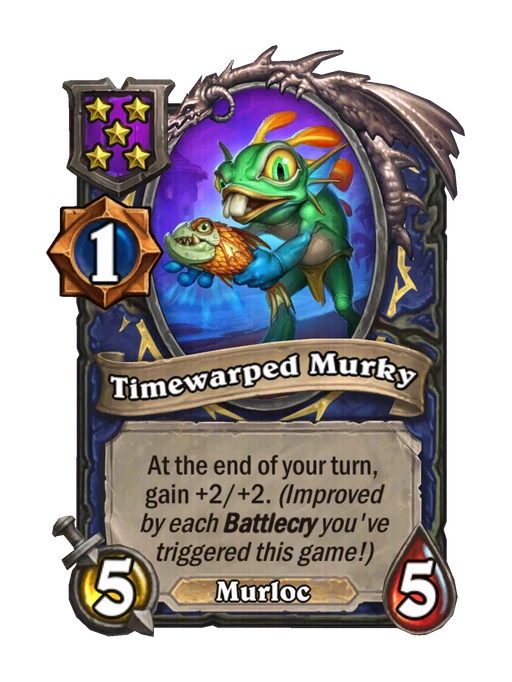 1
Timewarped Murky
At the end of your turn,
gain +2/+2. (Improved
by each Battlecry you've
triggered this game!)
5
Murloc
5